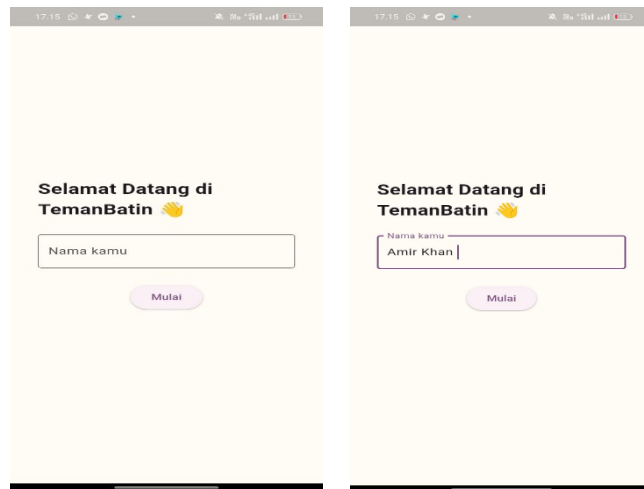 17.15
Selamat Datang di
TemanBatin 👋
Nama kamu
Mulai
17.15
Selamat Datang di
TemanBatin 👋
Nama kamu
Amir Khan
Mulai